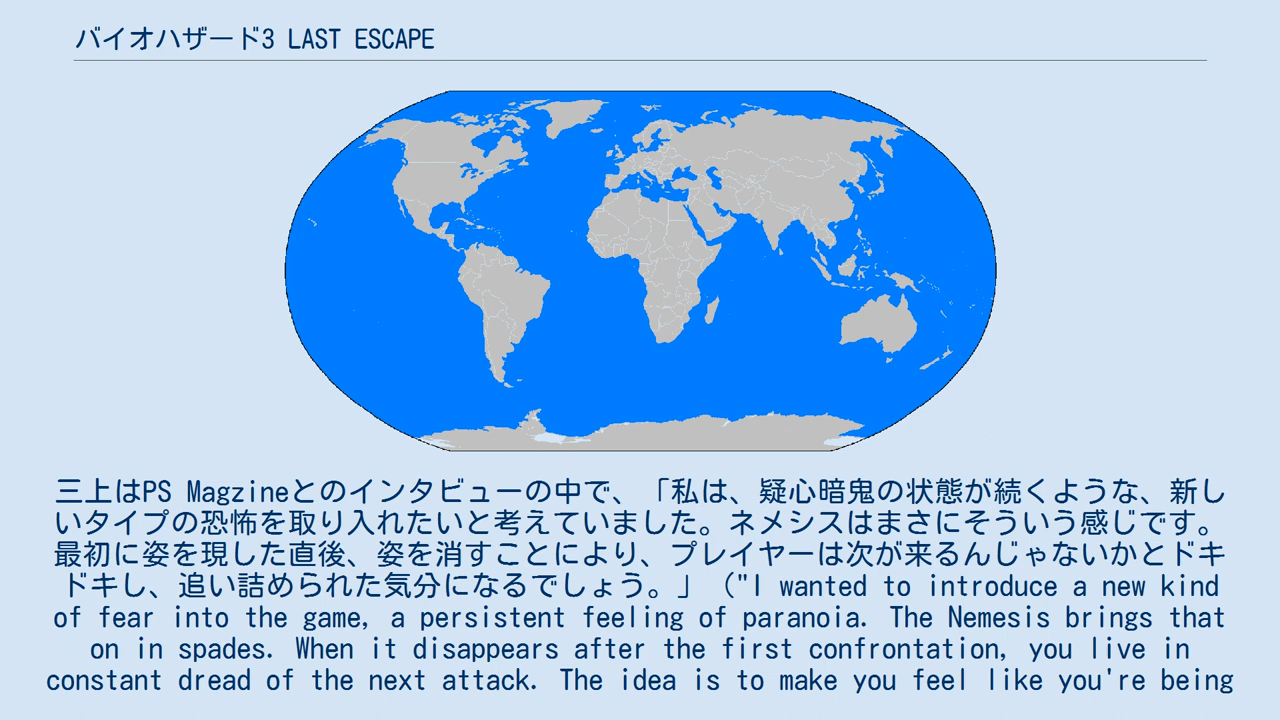 バイオハザード3 LAST ESCAPE
三上はPS Magzineとのインタビューの中で、「私は、疑心暗鬼の状態が続くような、新し
いタイプの恐怖を取り入れたいと考えていました。ネメシスはまさにそういう感じです。
最初に姿を現した直後、姿を消すことにより、プレイヤーは次が来るんじゃないかとドキ
ドキし、追い詰められた気分になるでしょう。」（"I wanted to introduce a new kind
of fear into the game, a persistent feeling of paranoia. The Nemesis brings that
on in spades. When it disappears after the first confrontation, you live in
constant dread of the next attack. The idea is to make you feel like you're being